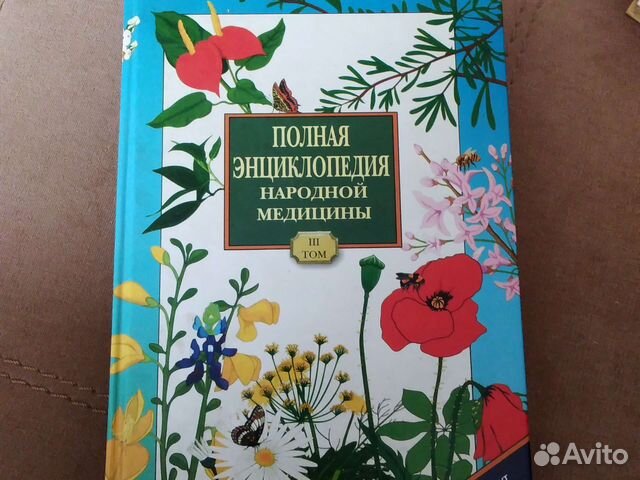 ПОЛНАЯ
ЭНЦИКЛОПЕДИЯ
НАРОДНОЙ
МЕДИЦИНЫ
III
ТОМ
Avito